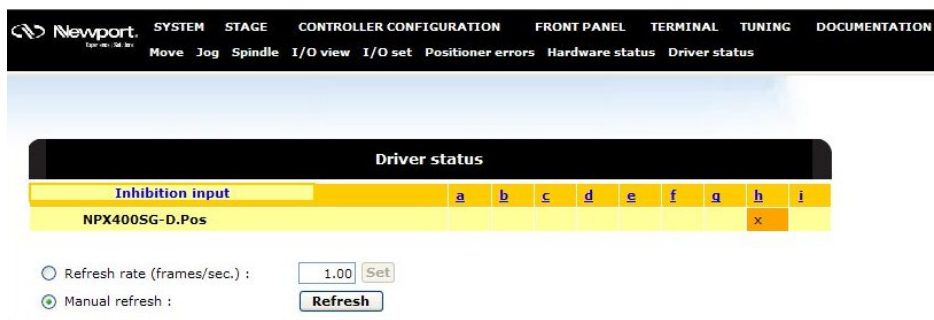 Newport.
SYSTEM STAGE CONTROLLER CONFIGURATION FRONT PANEL TERMINAL TUNING DOCUMENTATION
Move Jog Spindle I/O view I/O set Positioner errors Hardware status Driver status
Driver status
Inhibition input a b c d e f g h i
NPX400SG-D.Pos x
Refresh rate (frames/sec.) : 1.00 Set
Manual refresh : Refresh